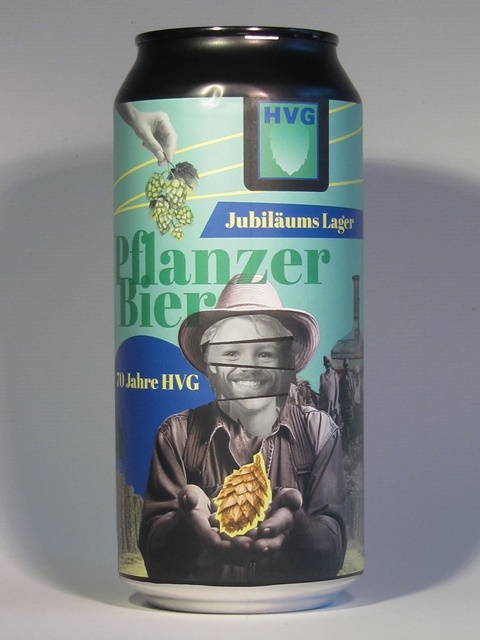 HVG
Jubiläums Lager
Pflanzer
Bier
70 Jahre HVG